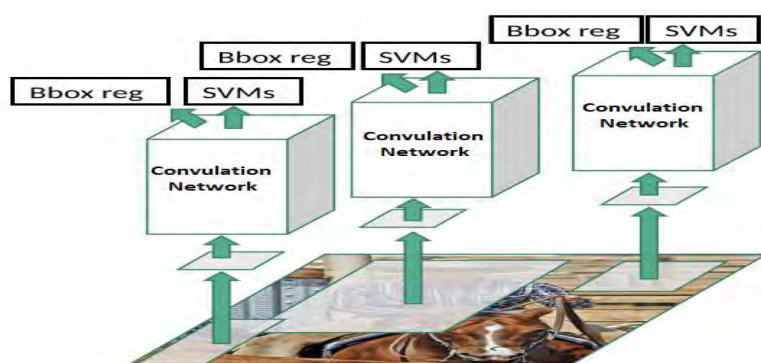 Bbox reg SVMs
Convulation
Network
Bbox reg SVMs
Convulation
Network
Bbox reg SVMs
Convulation
Network